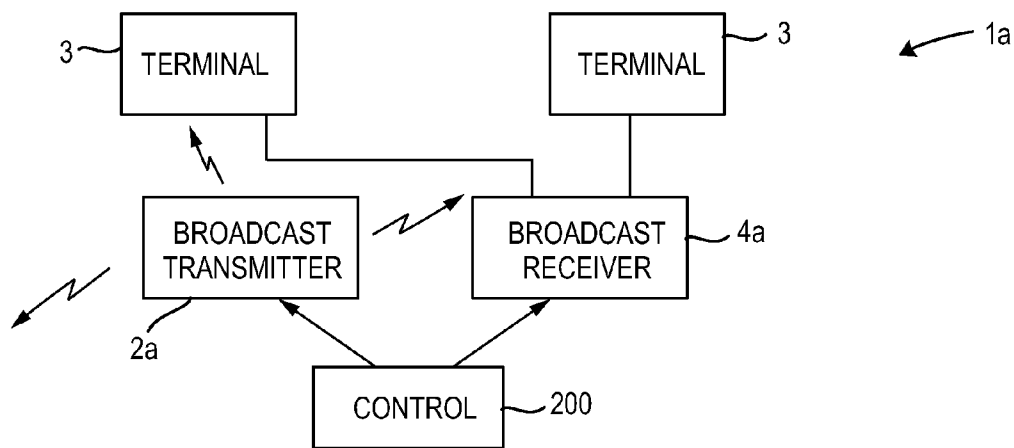 3
TERMINAL
3
TERMINAL
1a
BROADCAST
TRANSMITTER
2a
BROADCAST
RECEIVER
4a
CONTROL
200